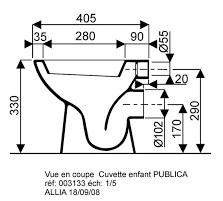 405
35 280 90
Ø55
20
330
Ø102
170
290
Vue en coupe Cuvette enfant PUBLICA
réf: 003133 éch: 1/5
ALLIA 18/09/08